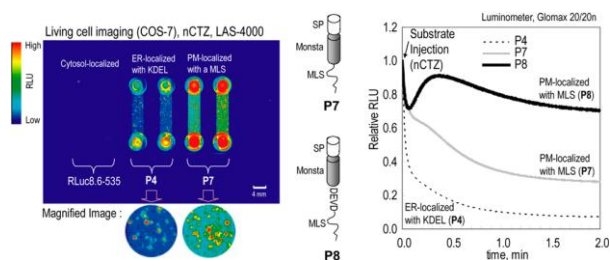 Living cell imaging (COS-7), nCTZ, LAS-4000
High
RLU
Low
Cytosol-localized
ER-localized
with KDEL
PM-localized
with a MLS
RLuc8.6-535
P4
P7
4 mm
Magnified Image :
SP
Monsta
MLS
P7
SP
Monsta
DEVD
MLS
P8
Luminometer, Glomax 20/20n
Substrate
Injection
(nCTZ)
P4
P7
P8
PM-localized
with MLS (P8)
PM-localized
with MLS (P7)
ER-localized
with KDEL (P4)
Relative RLU
1.4
1.2
1.0
0.8
0.6
0.4
0.2
0.0
0.0
0.5
1.0
1.5
2.0
time, min